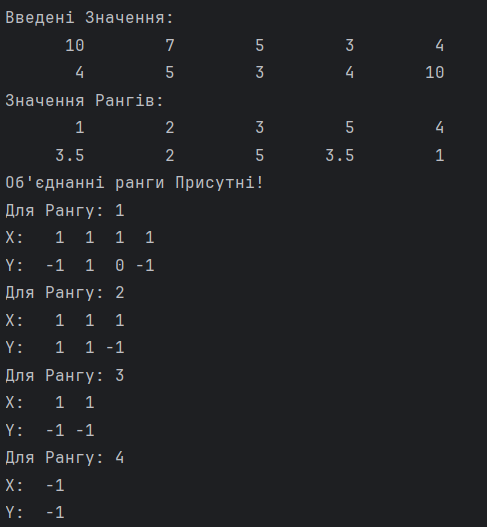 Введені Значення:
10 7 5 3 4
4 5 3 4 10
Значення Рангів:
1 2 3 5 4
3.5 2 5 3.5 1
Об'єднанні ранги Присутні!
Для Рангу: 1
X: 1 1 1 1
Y: -1 1 0 -1
Для Рангу: 2
X: 1 1 1
Y: 1 1 -1
Для Рангу: 3
X: 1 1
Y: -1 -1
Для Рангу: 4
X: -1
Y: -1